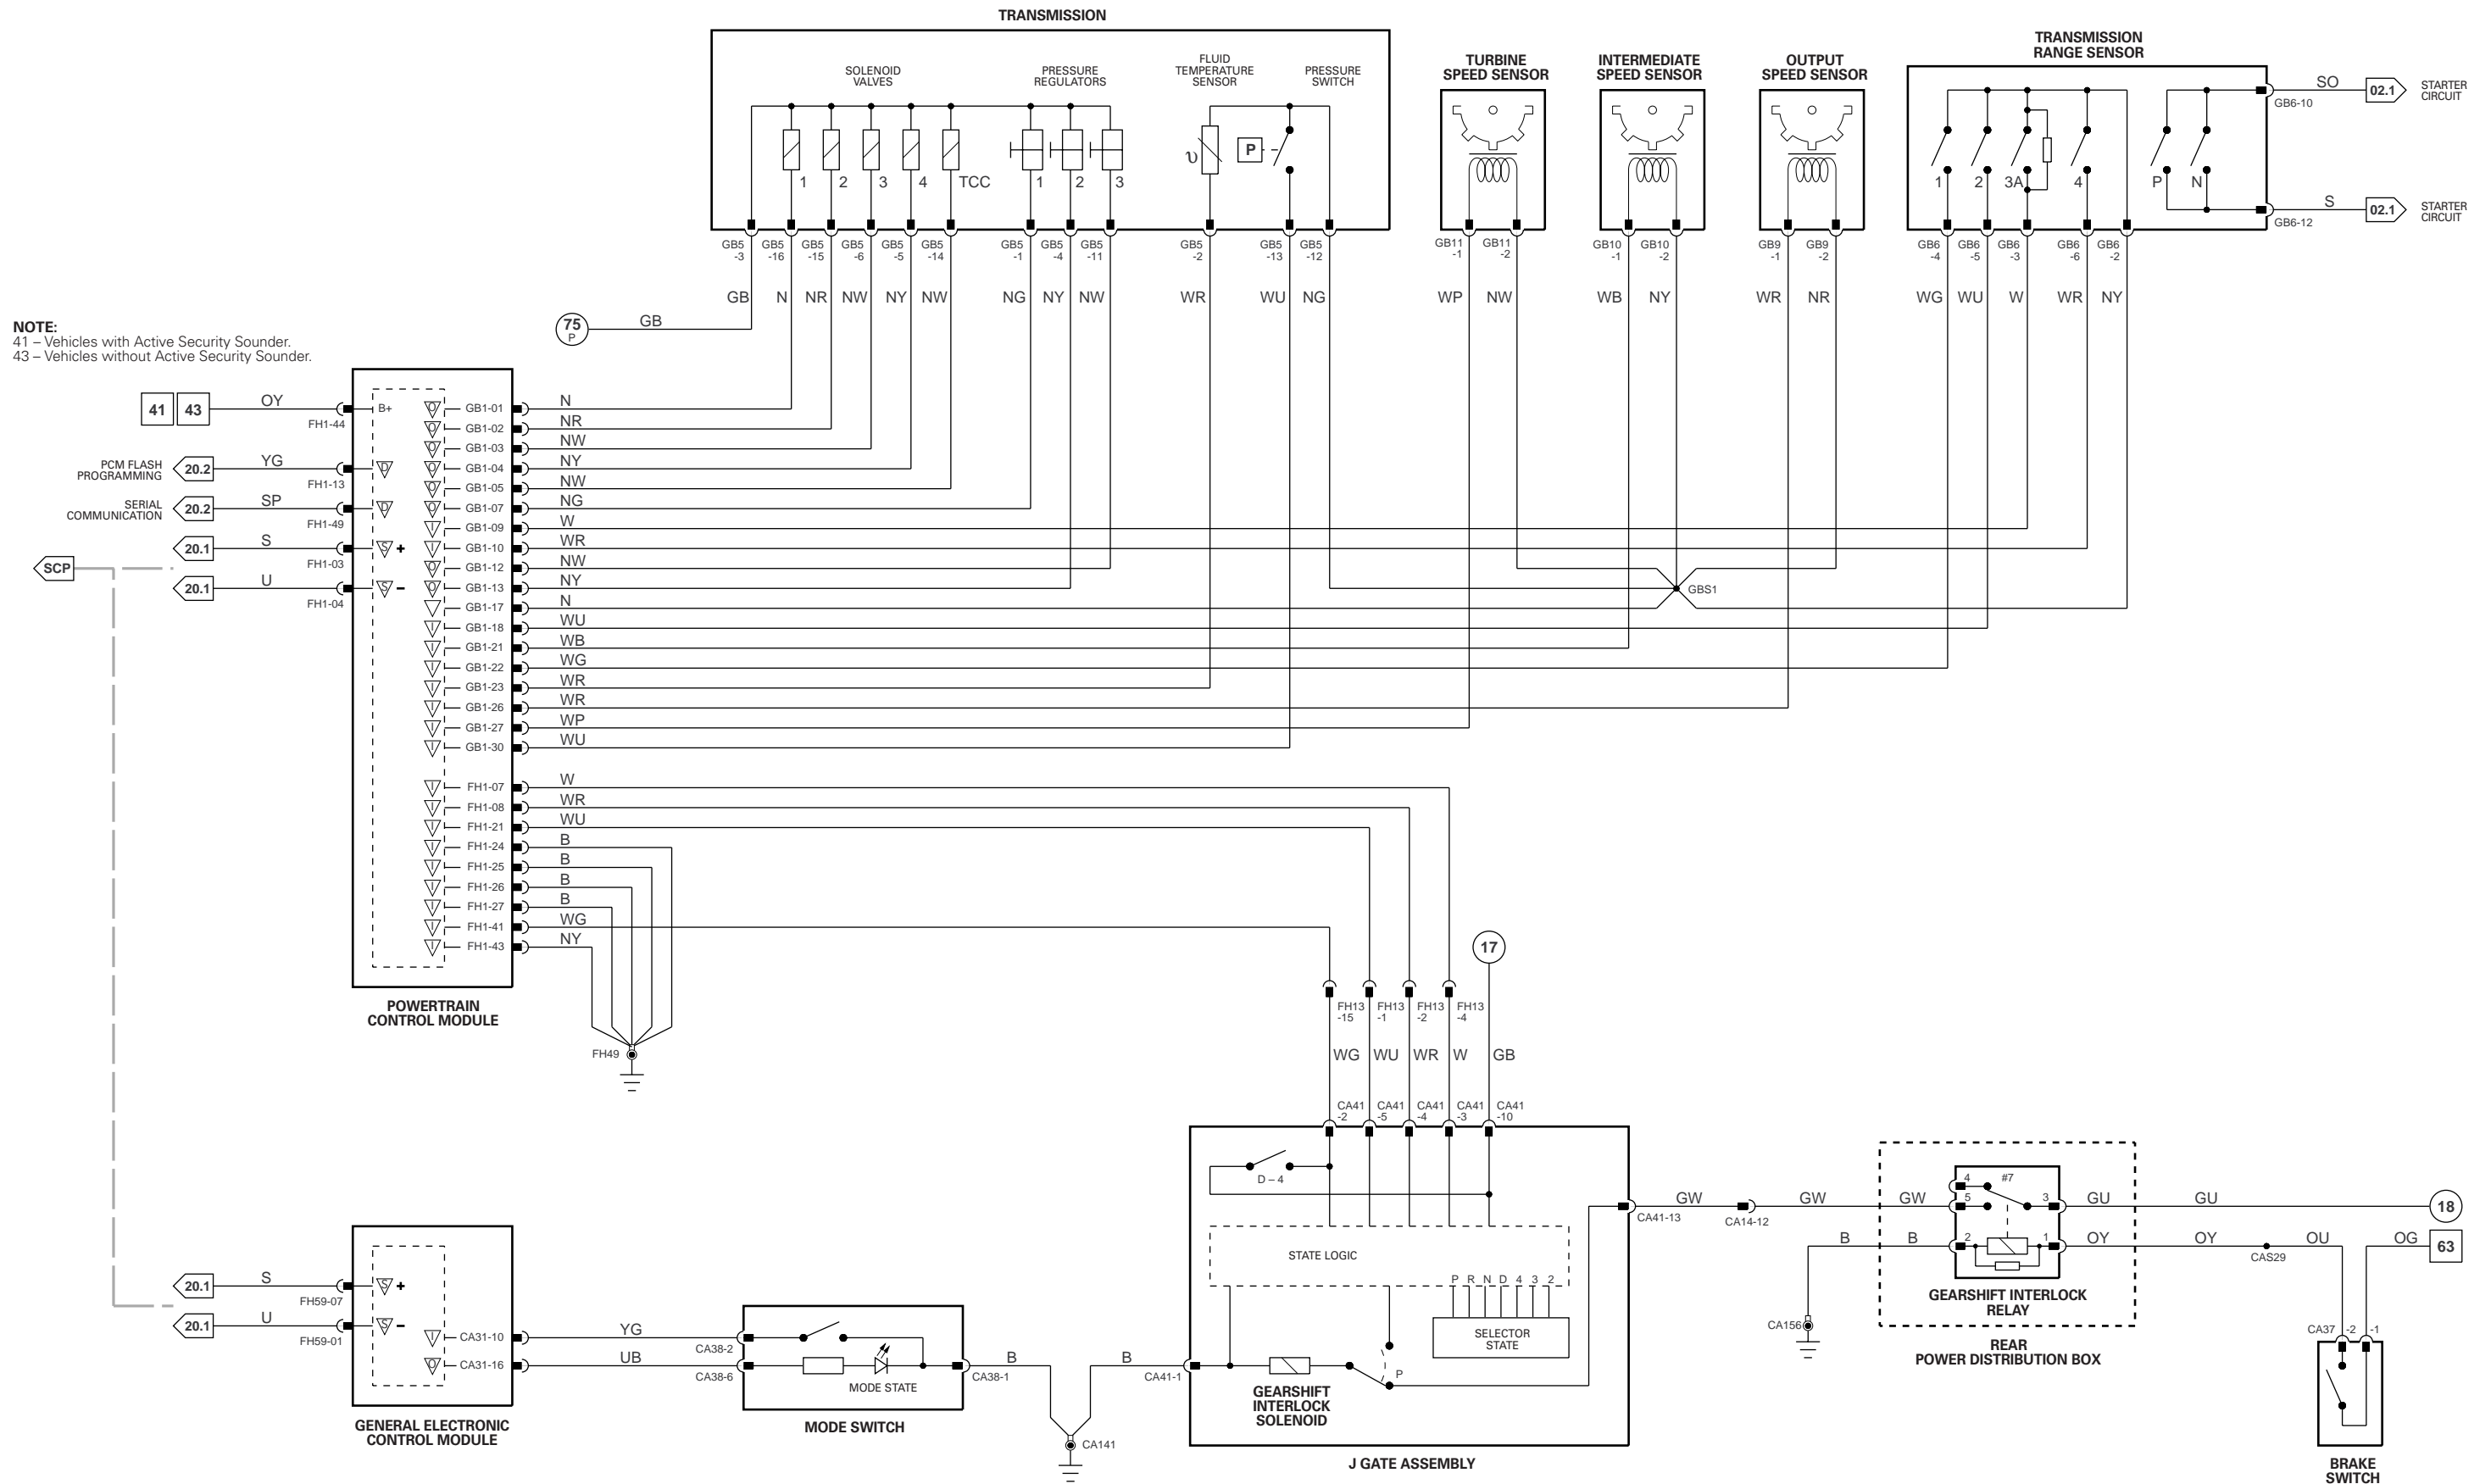 TRANSMISSION
SOLENOID
VALVES
PRESSURE
REGULATORS
FLUID
TEMPERATURE
SENSOR
PRESSURE
SWITCH
TURBINE
SPEED SENSOR
INTERMEDIATE
SPEED SENSOR
OUTPUT
SPEED SENSOR
TRANSMISSION
RANGE SENSOR
SO
02.1
STARTER
CIRCUIT
GB6-10
P
1
2
3
4
TCC
1
2
3
1
2
3A
4
P
N
S
02.1
STARTER
CIRCUIT
GB6-12
GB5
-3
GB5
-16
GB5
-15
GB5
-6
GB5
-5
GB5
-14
GB5
-1
GB5
-4
GB5
-11
GB5
-2
GB5
-13
GB5
-12
GB11
-1
GB11
-2
GB10
-1
GB10
-2
GB9
-1
GB9
-2
GB6
-4
GB6
-5
GB6
-3
GB6
-6
GB6
-2
GB N NR NW NY NW NG NY NW WR WU NG WP NW WB NY WR NR WG WU W WR NY
75
P
GB
NOTE:
41 – Vehicles with Active Security Sounder.
43 – Vehicles without Active Security Sounder.
41 43 OY
FH1-44
B+
PCM FLASH
PROGRAMMING
20.2
YG
FH1-13
D
SERIAL
COMMUNICATION
20.2
SP
FH1-49
D
20.1
S
FH1-03
S +
SCP
20.1
U
FH1-04
S –
O GB1-01 N
O GB1-02 NR
O GB1-03 NW
O GB1-04 NY
O GB1-05 NW
O GB1-07 NG
I GB1-09 W
I GB1-10 WR
O GB1-12 NW
O GB1-13 NY
GB1-17 N
GBS1
I GB1-18 WU
I GB1-21 WB
I GB1-22 WG
I GB1-23 WR
I GB1-26 WR
I GB1-27 WP
I GB1-30 WU
I FH1-07 W
I FH1-08 WR
I FH1-21 WU
I FH1-24 B
I FH1-25 B
I FH1-26 B
I FH1-27 B
I FH1-41 WG
I FH1-43 NY
POWERTRAIN
CONTROL MODULE
FH49
17
FH13
-15
FH13
-1
FH13
-2
FH13
-4
WG WU WR W GB
CA41
-2
CA41
-5
CA41
-4
CA41
-3
CA41
-10
D – 4
STATE LOGIC
P R N D 4 3 2
SELECTOR
STATE
P
GEARSHIFT
INTERLOCK
SOLENOID
J GATE ASSEMBLY
CA41-13
GW
CA14-12
GW
GW
4
5
#7
3
GU
GU
18
B
B
2
1
OY
OY
CAS29
OU
OG
63
CA156
GEARSHIFT INTERLOCK
RELAY
REAR
POWER DISTRIBUTION BOX
CA37 -2 -1
BRAKE
SWITCH
20.1
S
FH59-07
S +
20.1
U
FH59-01
S –
I CA31-10 YG
CA38-2
O CA31-16 UB
CA38-6
MODE STATE
CA38-1
B
B
CA41-1
CA141
GENERAL ELECTRONIC
CONTROL MODULE
MODE SWITCH